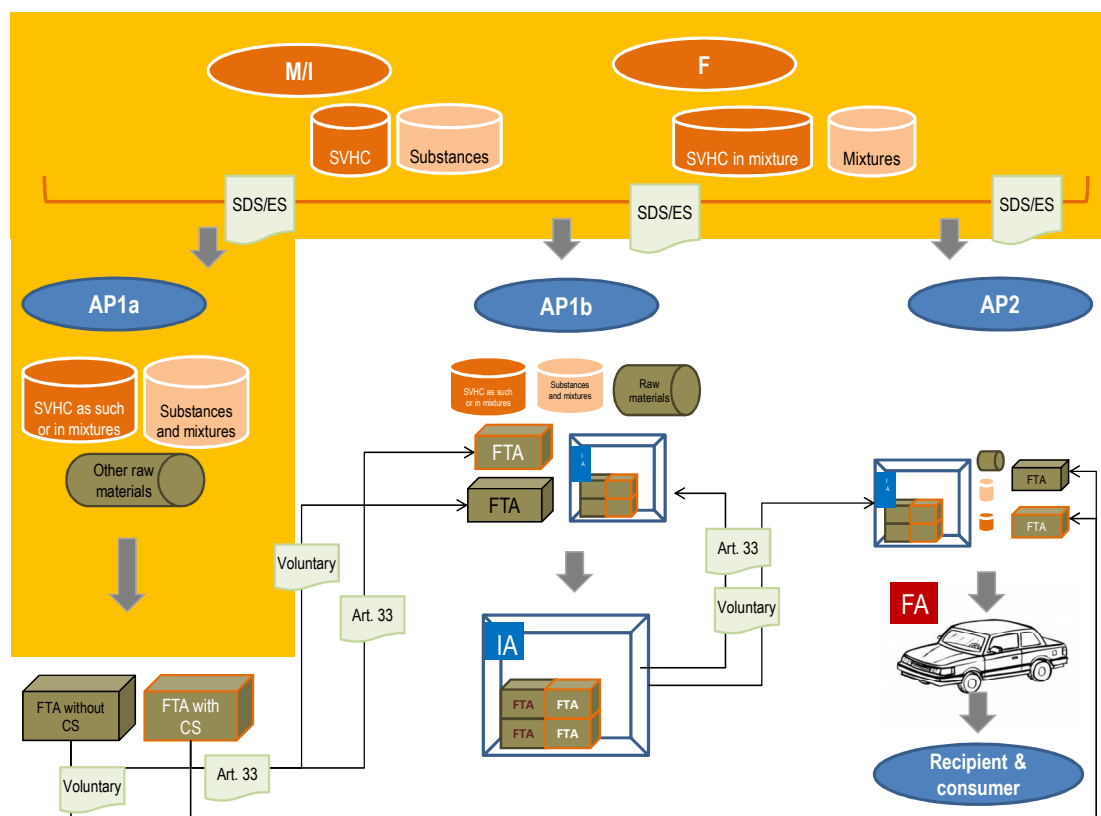 M/I
F
SVHC
Substances
SVHC in mixture
Mixtures
SDS/ES
SDS/ES
SDS/ES
AP1a
AP1b
AP2
SVHC as such
or in mixtures
Substances
and mixtures
Other raw
materials
SVHC as such
or in mixtures
Substances
and mixtures
Raw
materials
FTA
FTA
I
A
I
A
FTA
FTA
Voluntary
Art. 33
Art. 33
Voluntary
IA
FTA
FTA
FTA
FTA
FA
FTA without
CS
FTA with
CS
Voluntary
Art. 33
Recipient &
consumer